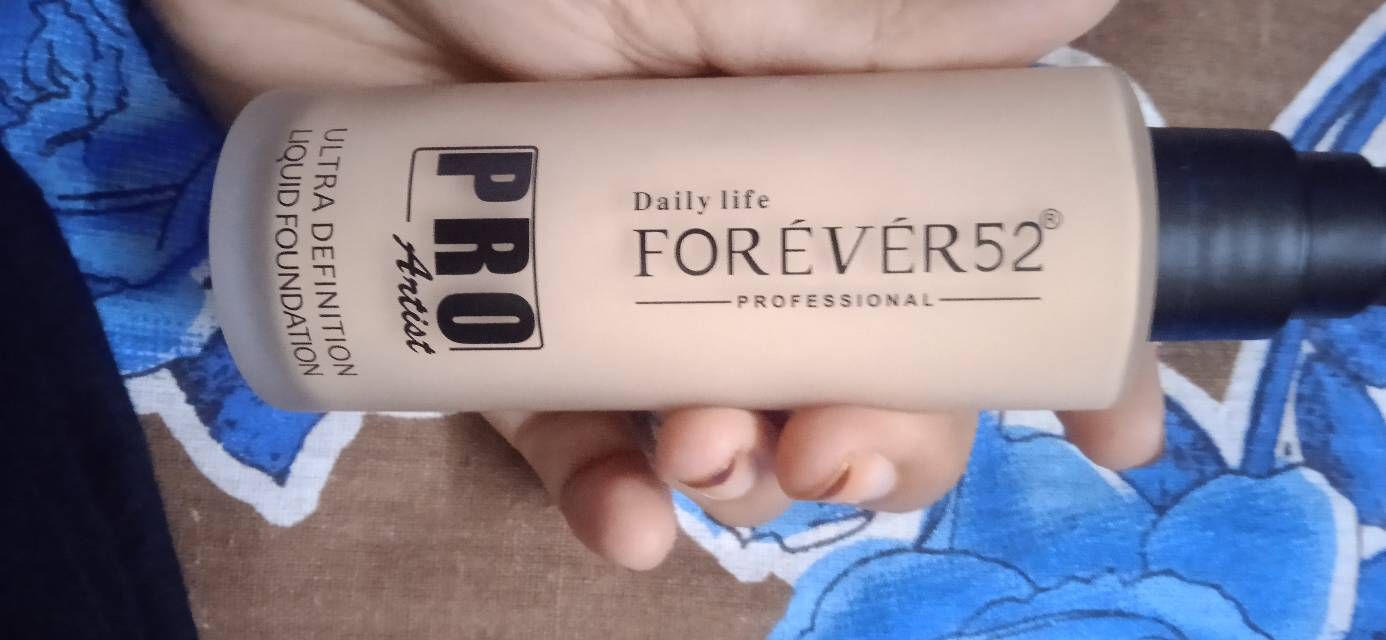 Daily life
FORÉVÉR52®
PROFESSIONAL
PRO
Artist
ULTRA DEFINITION
LIQUID FOUNDATION